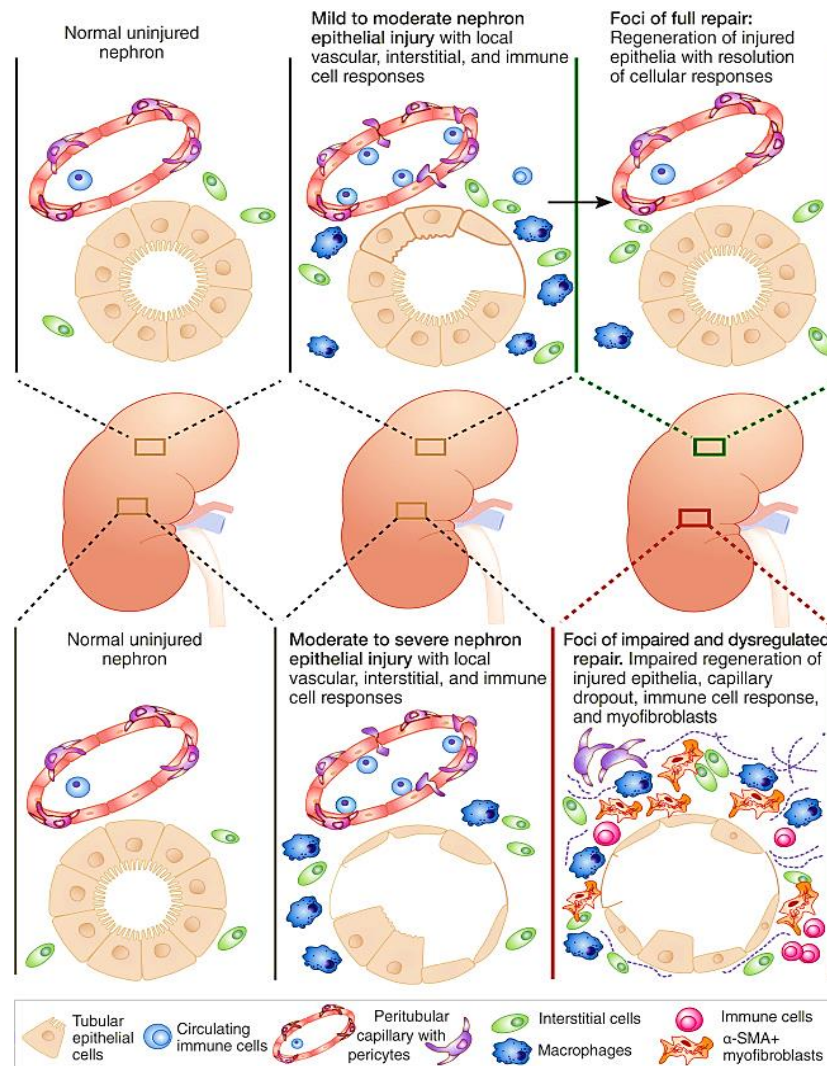 Normal uninjured
nephron
Mild to moderate nephron
epithelial injury with local
vascular, interstitial, and immune
cell responses
Foci of full repair:
Regeneration of injured
epithelia with resolution
of cellular responses
Normal uninjured
nephron
Moderate to severe nephron
epithelial injury with local
vascular, interstitial, and immune
cell responses
Foci of impaired and dysregulated
repair. Impaired regeneration of
injured epithelia, capillary
dropout, immune cell response,
and myofibroblasts
Tubular
epithelial
cells
Circulating
immune cells
Peritubular
capillary with
pericytes
Interstitial cells
Macrophages
Immune cells
α-SMA+
myofibroblasts